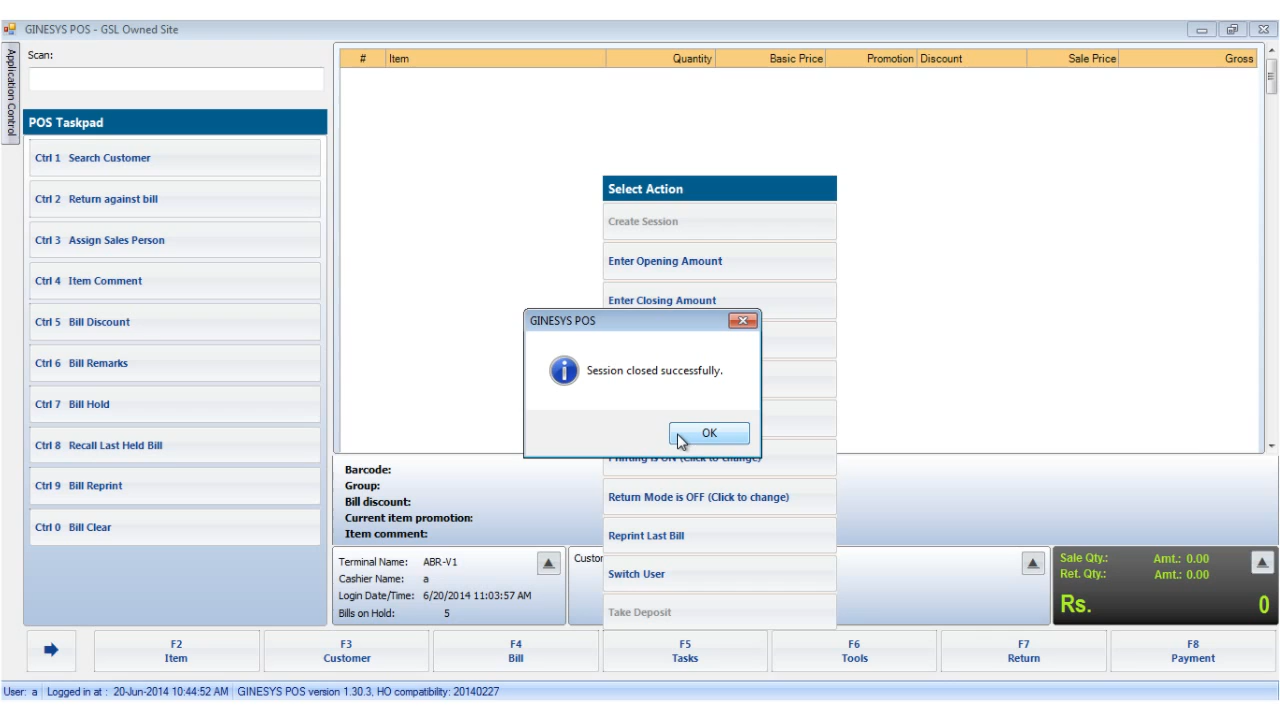 GINESYS POS - GSL Owned Site
Application Control
Scan:
POS Taskpad
Ctrl 1 Search Customer
Ctrl 2 Return against bill
Ctrl 3 Assign Sales Person
Ctrl 4 Item Comment
Ctrl 5 Bill Discount
Ctrl 6 Bill Remarks
Ctrl 7 Bill Hold
Ctrl 8 Recall Last Held Bill
Ctrl 9 Bill Reprint
Ctrl 0 Bill Clear
# Item Quantity Basic Price Promotion Discount Sale Price Gross
Select Action
Create Session
Enter Opening Amount
Enter Closing Amount
GINESYS POS
Session closed successfully.
OK
Printing is ON (Click to change)
Return Mode is OFF (Click to change)
Reprint Last Bill
Switch User
Take Deposit
Barcode:
Group:
Bill discount:
Current item promotion:
Item comment:
Terminal Name: ABR-V1
Cashier Name: a
Login Date/Time: 6/20/2014 11:03:57 AM
Bills on Hold: 5
Sale Qty.: Amt.: 0.00
Ret. Qty.: Amt.: 0.00
Rs. 0
F2 Item
F3 Customer
F4 Bill
F5 Tasks
F6 Tools
F7 Return
F8 Payment
User: a Logged in at : 20-Jun-2014 10:44:52 AM GINESYS POS version 1.30.3, HO compatibility: 20140227